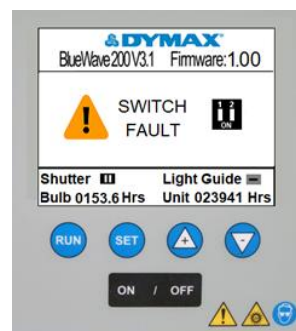 DYMAX
BlueWave 200 V3.1 Firmware: 1.00
SWITCH
FAULT
1 2
ON
Shutter Light Guide
Bulb 0153.6 Hrs Unit 023941 Hrs
RUN SET + -
ON / OFF